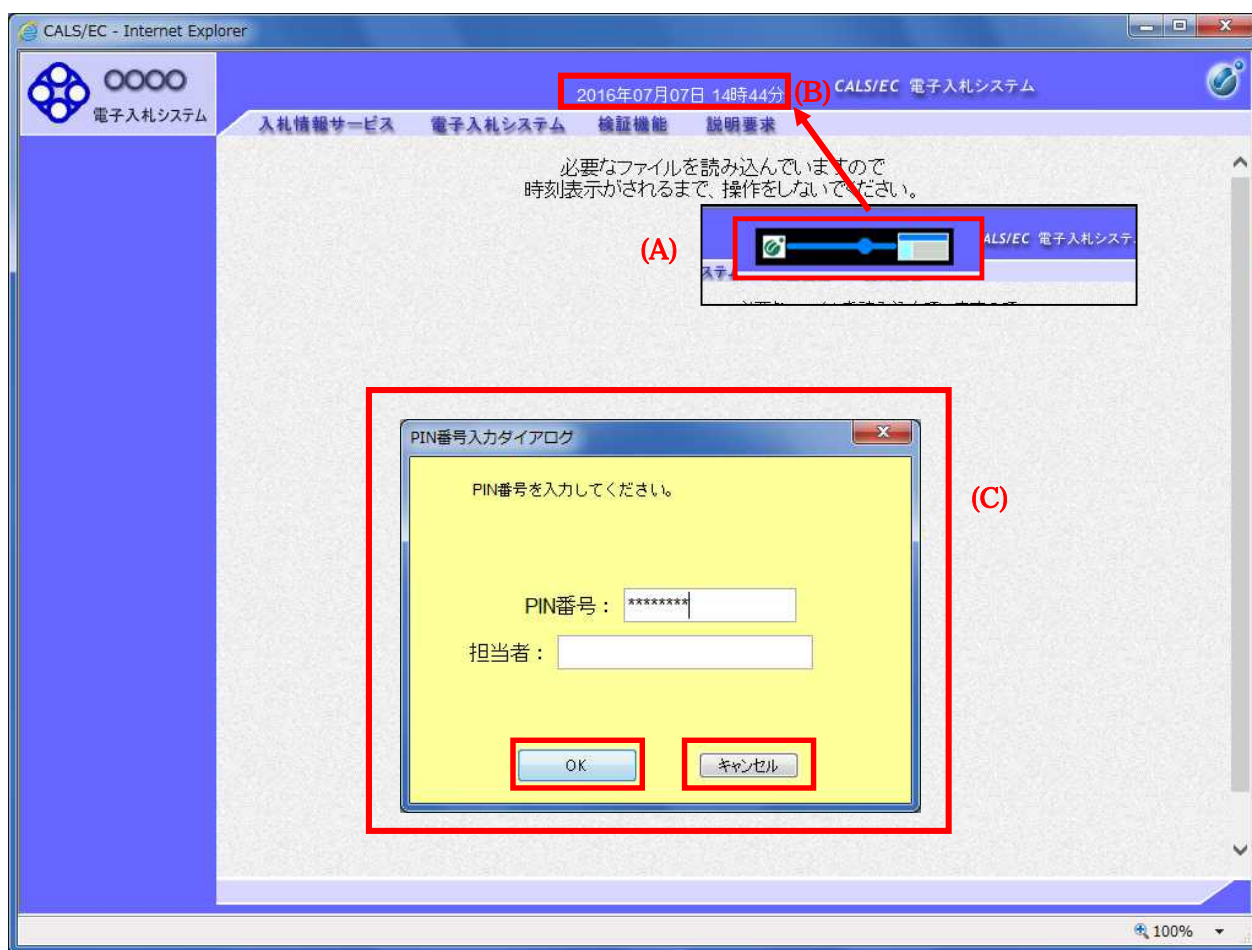 CALS/EC - Internet Explorer
〇〇〇〇
電子入札システム
2016年07月07日 14時44分
(B)
CALS/EC 電子入札システム
入札情報サービス 電子入札システム 検証機能 説明要求
必要なファイルを読み込んでいますので
時刻表示がされるまで、操作をしないでください。
(A)
CALS/EC 電子入札システ
ステ
PIN番号入力ダイアログ
PIN番号を入力してください。
(C)
PIN番号： ********
担当者：
OK
キャンセル
100%